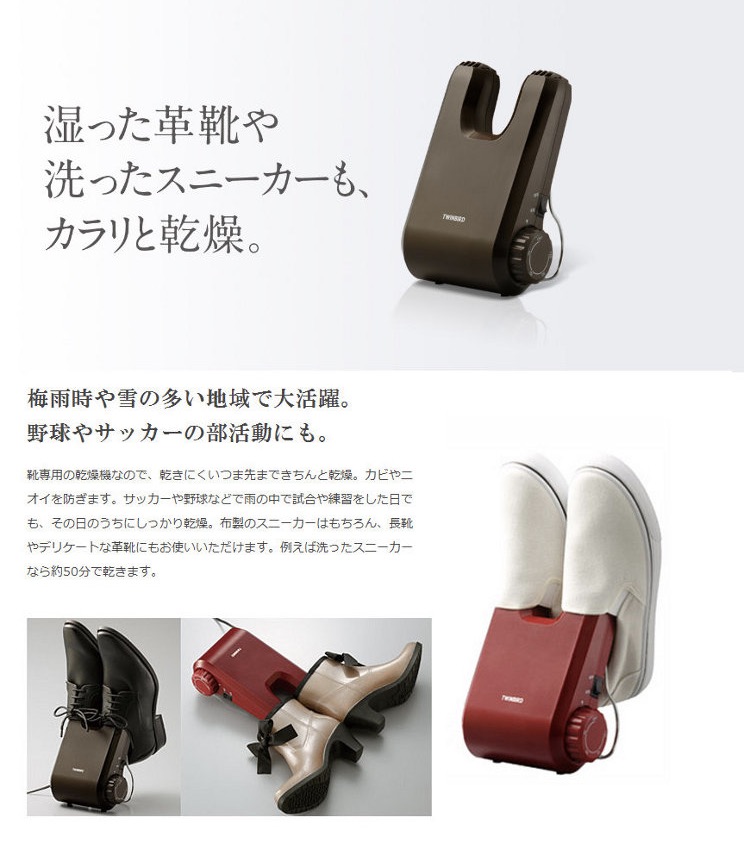 湿った革靴や
洗ったスニーカーも、
カラリと乾燥。
TWINBIRD
梅雨時や雪の多い地域で大活躍。
野球やサッカーの部活動にも。
靴専用の乾燥機なので、乾きにくいつま先まできちんと乾燥。カビやニ
オイを防ぎます。サッカーや野球などで雨の中で試合や練習をした日で
も、その日のうちにしっかり乾燥。布製のスニーカーはもちろん、長靴
やデリケートな革靴にもお使いいただけます。例えば洗ったスニーカー
なら約50分で乾きます。
TWINBIRD
TWINBIRD
TWINBIRD